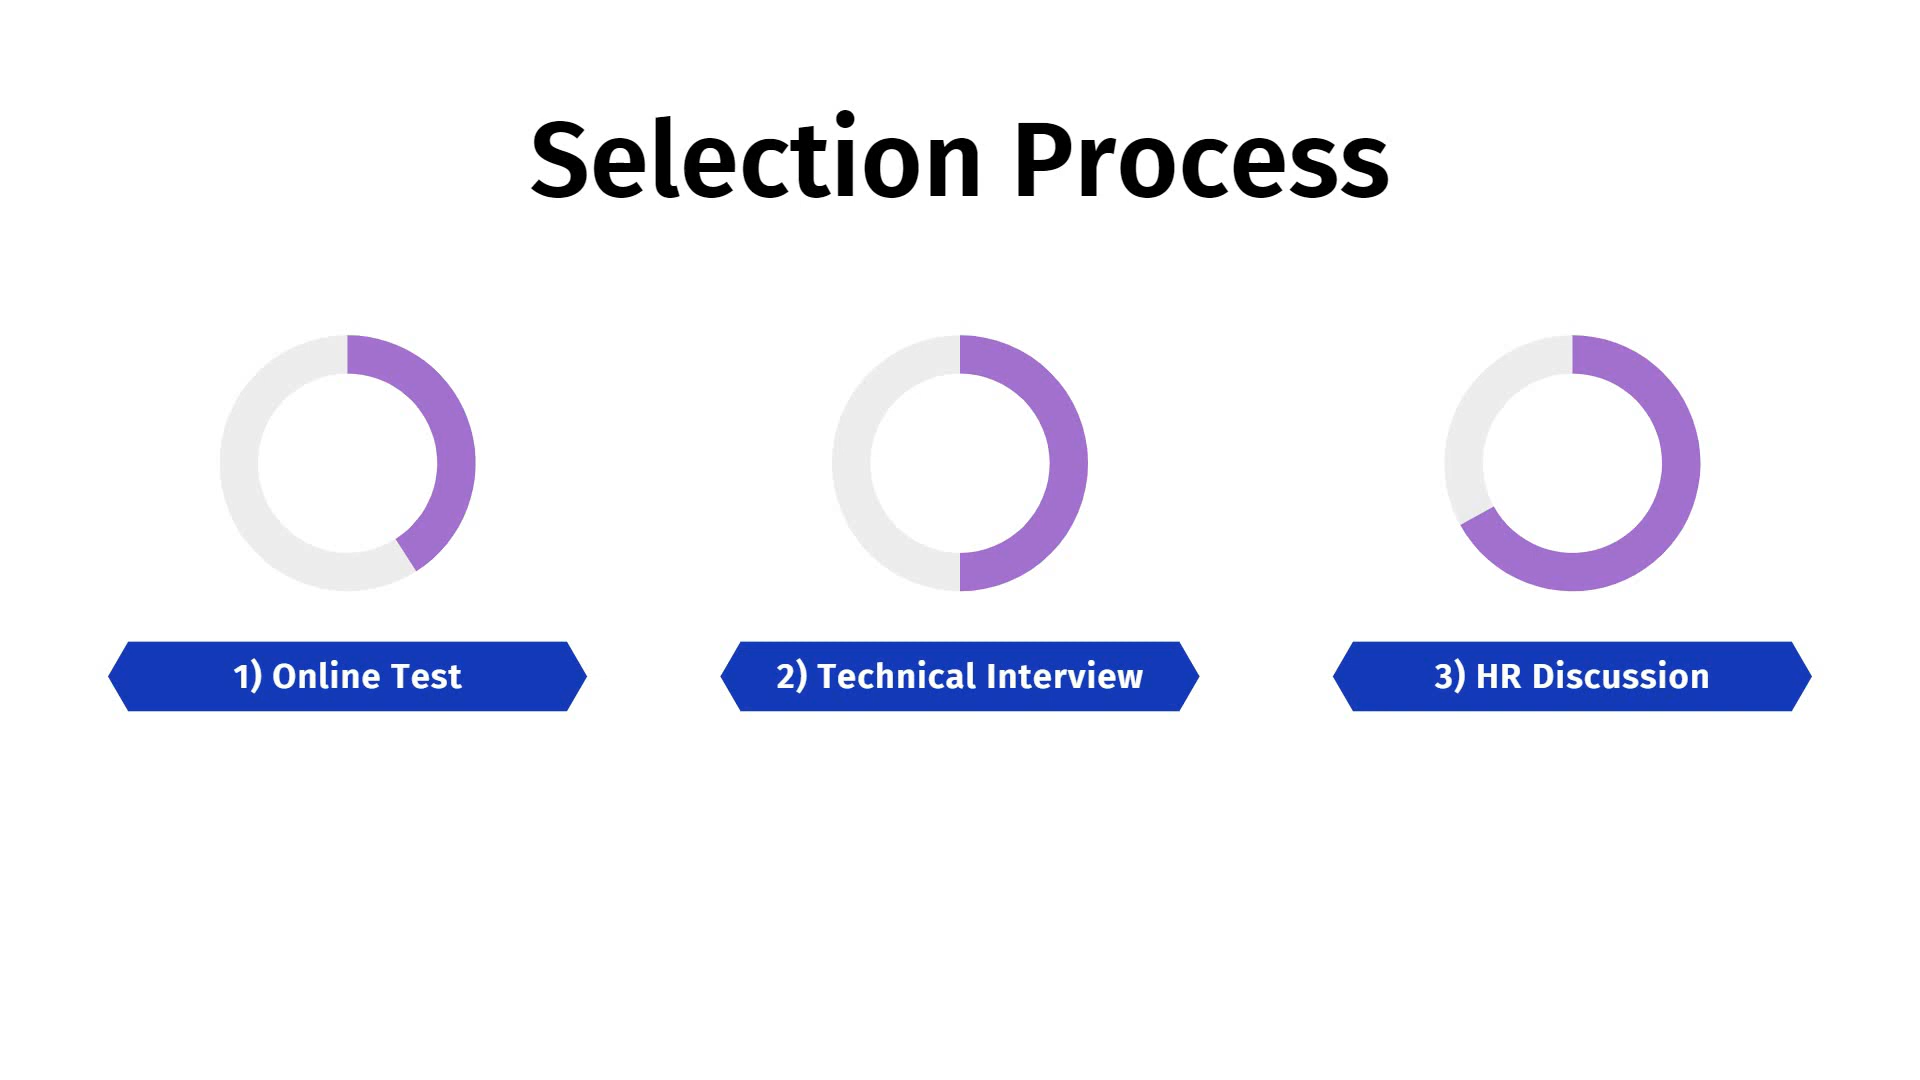 Selection Process
1) Online Test
2) Technical Interview
3) HR Discussion